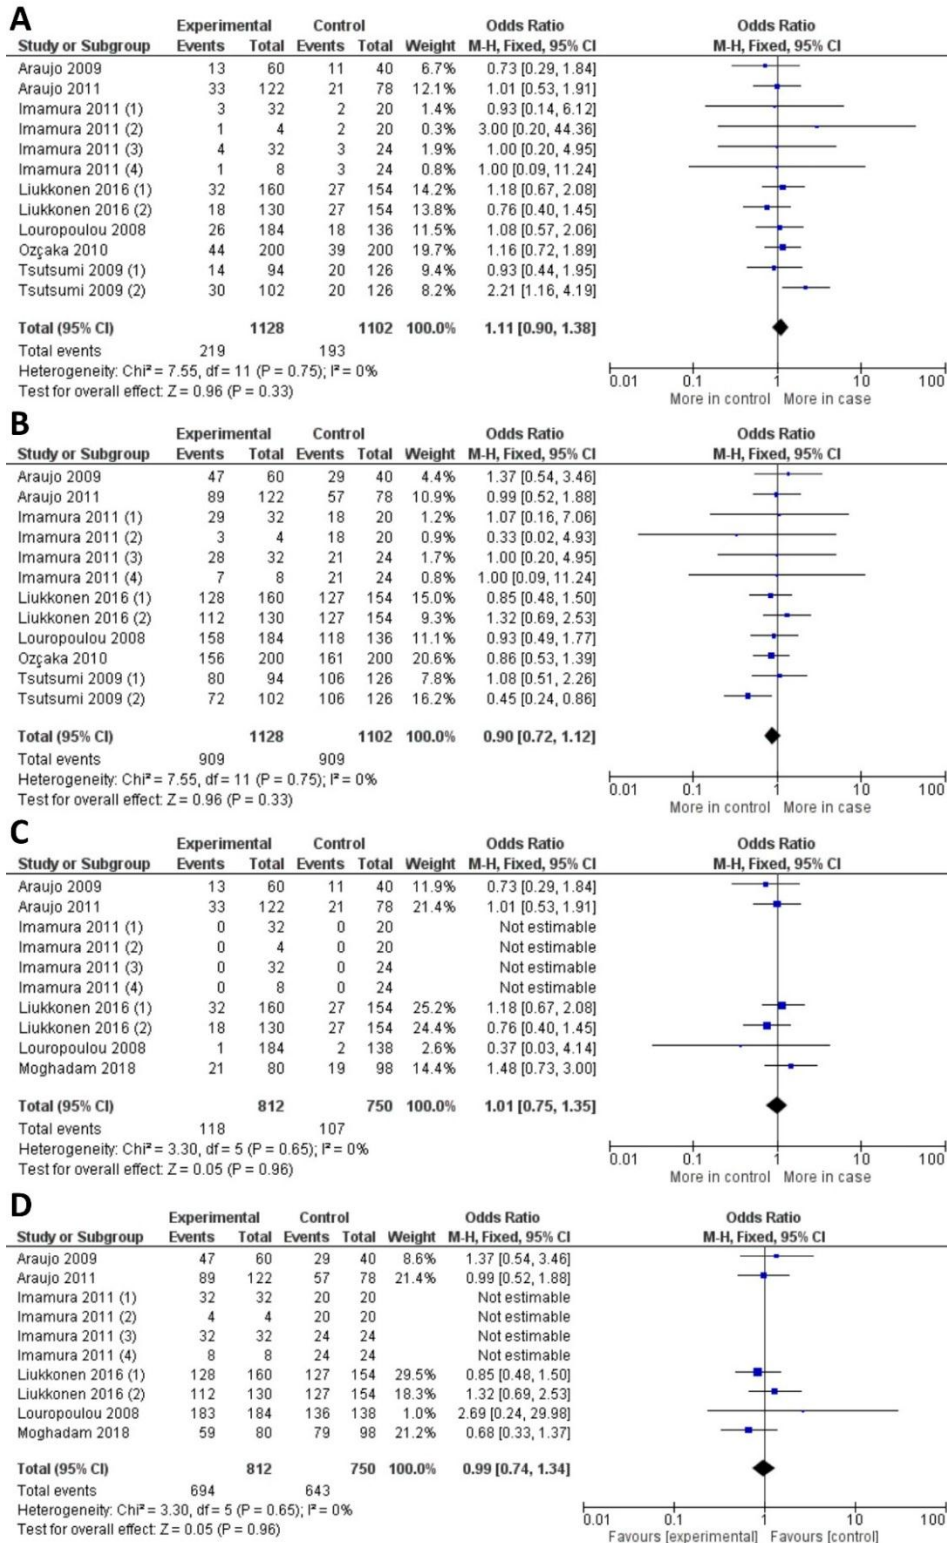 A
Experimental Control Odds Ratio Odds Ratio
Study or Subgroup Events Total Events Total Weight M-H, Fixed, 95% CI M-H, Fixed, 95% CI
Araujo 2009 13 60 11 40 6.7% 0.73 [0.29, 1.84]
Araujo 2011 33 122 21 78 12.1% 1.01 [0.53, 1.91]
Imamura 2011 (1) 3 32 2 20 1.4% 0.93 [0.14, 6.12]
Imamura 2011 (2) 1 4 2 20 0.3% 3.00 [0.20, 44.36]
Imamura 2011 (3) 4 32 3 24 1.9% 1.00 [0.20, 4.95]
Imamura 2011 (4) 1 8 3 24 0.8% 1.00 [0.09, 11.24]
Liukkonen 2016 (1) 32 160 27 154 14.2% 1.18 [0.67, 2.08]
Liukkonen 2016 (2) 18 130 27 154 13.8% 0.76 [0.40, 1.45]
Louropoulou 2008 26 184 18 136 10.6% 1.08 [0.57, 2.06]
Ozçaka 2010 44 200 39 200 19.7% 1.16 [0.72, 1.89]
Tsutsumi 2009 (1) 14 94 20 126 9.4% 0.93 [0.44, 1.95]
Tsutsumi 2009 (2) 30 102 20 126 8.2% 2.21 [1.16, 4.19]
Total (95% CI) 1128 1102 100.0% 1.11 [0.90, 1.38]
Total events 219 193
Heterogeneity: Chi² = 7.55, df = 11 (P = 0.75); I² = 0%
Test for overall effect: Z = 0.96 (P = 0.33)
0.01 0.1 1 10 100
More in control More in case
B
Experimental Control Odds Ratio Odds Ratio
Study or Subgroup Events Total Events Total Weight M-H, Fixed, 95% CI M-H, Fixed, 95% CI
Araujo 2009 47 60 29 40 4.4% 1.37 [0.54, 3.46]
Araujo 2011 89 122 57 78 10.9% 0.99 [0.52, 1.88]
Imamura 2011 (1) 29 32 18 20 1.2% 1.07 [0.16, 7.06]
Imamura 2011 (2) 3 4 18 20 0.7% 0.33 [0.02, 4.93]
Imamura 2011 (3) 28 32 21 24 1.7% 1.00 [0.20, 4.95]
Imamura 2011 (4) 7 8 21 24 0.8% 1.00 [0.09, 11.24]
Liukkonen 2016 (1) 128 160 127 154 15.0% 0.85 [0.48, 1.50]
Liukkonen 2016 (2) 112 130 127 154 9.3% 1.32 [0.69, 2.53]
Louropoulou 2008 158 184 118 136 11.1% 0.93 [0.49, 1.77]
Ozçaka 2010 156 200 161 200 20.6% 0.86 [0.53, 1.39]
Tsutsumi 2009 (1) 80 94 106 126 7.8% 1.08 [0.51, 2.26]
Tsutsumi 2009 (2) 72 102 106 126 16.2% 0.45 [0.24, 0.86]
Total (95% CI) 1128 1102 100.0% 0.90 [0.72, 1.12]
Total events 909 909
Heterogeneity: Chi² = 7.55, df = 11 (P = 0.75); I² = 0%
Test for overall effect: Z = 0.96 (P = 0.33)
0.01 0.1 1 10 100
More in control More in case
C
Experimental Control Odds Ratio Odds Ratio
Study or Subgroup Events Total Events Total Weight M-H, Fixed, 95% CI M-H, Fixed, 95% CI
Araujo 2009 13 60 11 40 11.9% 0.73 [0.29, 1.84]
Araujo 2011 33 122 21 78 21.4% 1.01 [0.53, 1.91]
Imamura 2011 (1) 0 32 0 20 Not estimable
Imamura 2011 (2) 0 4 0 20 Not estimable
Imamura 2011 (3) 0 32 0 24 Not estimable
Imamura 2011 (4) 0 8 0 24 Not estimable
Liukkonen 2016 (1) 32 160 27 154 25.2% 1.18 [0.67, 2.08]
Liukkonen 2016 (2) 18 130 27 154 24.4% 0.76 [0.40, 1.45]
Louropoulou 2008 1 184 2 138 2.6% 0.37 [0.03, 4.14]
Moghadam 2018 21 80 19 98 14.4% 1.48 [0.73, 3.00]
Total (95% CI) 812 750 100.0% 1.01 [0.75, 1.35]
Total events 118 107
Heterogeneity: Chi² = 3.30, df = 5 (P = 0.65); I² = 0%
Test for overall effect: Z = 0.05 (P = 0.96)
0.01 0.1 1 10 100
More in control More in case
D
Experimental Control Odds Ratio Odds Ratio
Study or Subgroup Events Total Events Total Weight M-H, Fixed, 95% CI M-H, Fixed, 95% CI
Araujo 2009 47 60 29 40 8.6% 1.37 [0.54, 3.46]
Araujo 2011 89 122 57 78 21.4% 0.99 [0.52, 1.88]
Imamura 2011 (1) 32 32 20 20 Not estimable
Imamura 2011 (2) 4 4 20 20 Not estimable
Imamura 2011 (3) 32 32 24 24 Not estimable
Imamura 2011 (4) 8 8 24 24 Not estimable
Liukkonen 2016 (1) 128 160 127 154 29.5% 0.85 [0.48, 1.50]
Liukkonen 2016 (2) 112 130 127 154 18.3% 1.32 [0.69, 2.53]
Louropoulou 2008 183 184 136 138 1.0% 2.69 [0.24, 29.98]
Moghadam 2018 59 80 79 98 21.2% 0.68 [0.33, 1.37]
Total (95% CI) 812 750 100.0% 0.99 [0.74, 1.34]
Total events 694 643
Heterogeneity: Chi² = 3.30, df = 5 (P = 0.65); I² = 0%
Test for overall effect: Z = 0.05 (P = 0.96)
0.01 0.1 1 10 100
Favours [experimental] Favours [control]